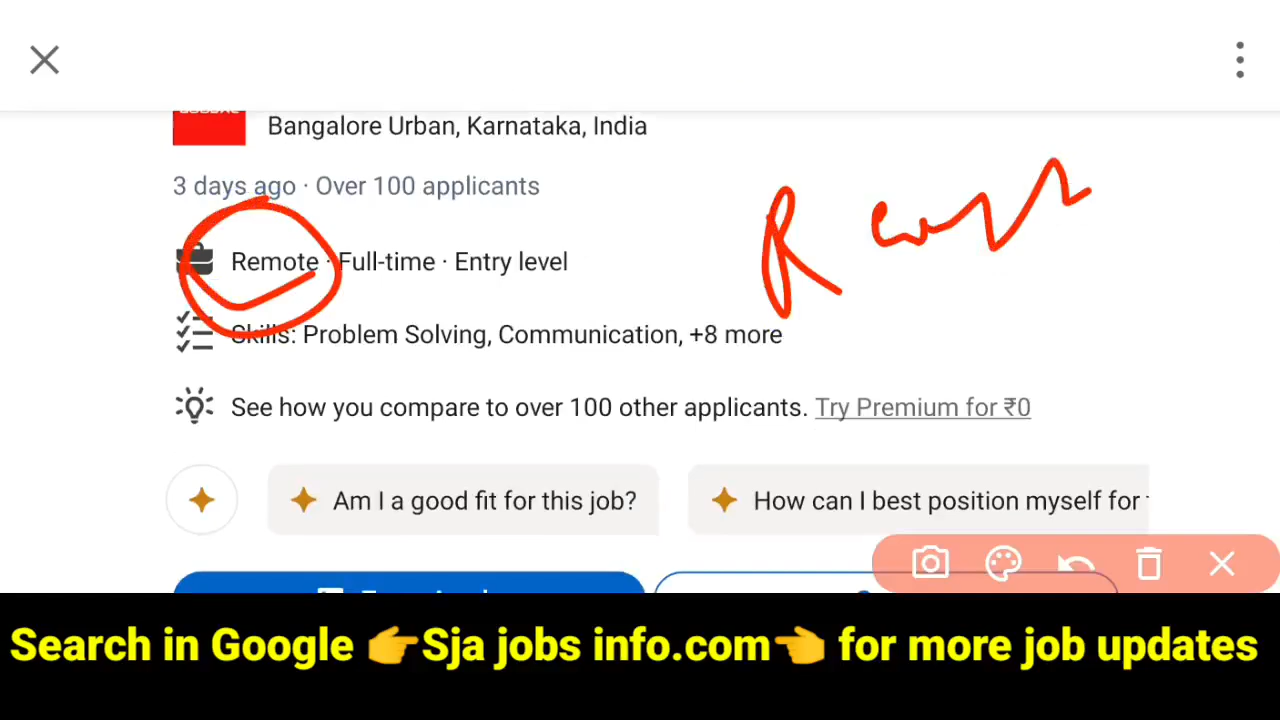 Bangalore Urban, Karnataka, India
3 days ago · Over 100 applicants
Remote · Full-time · Entry level
Skills: Problem Solving, Communication, +8 more
See how you compare to over 100 other applicants. Try Premium for ₹0
Am I a good fit for this job?
How can I best position myself for
Search in Google 👉Sja jobs info.com👈 for more job updates